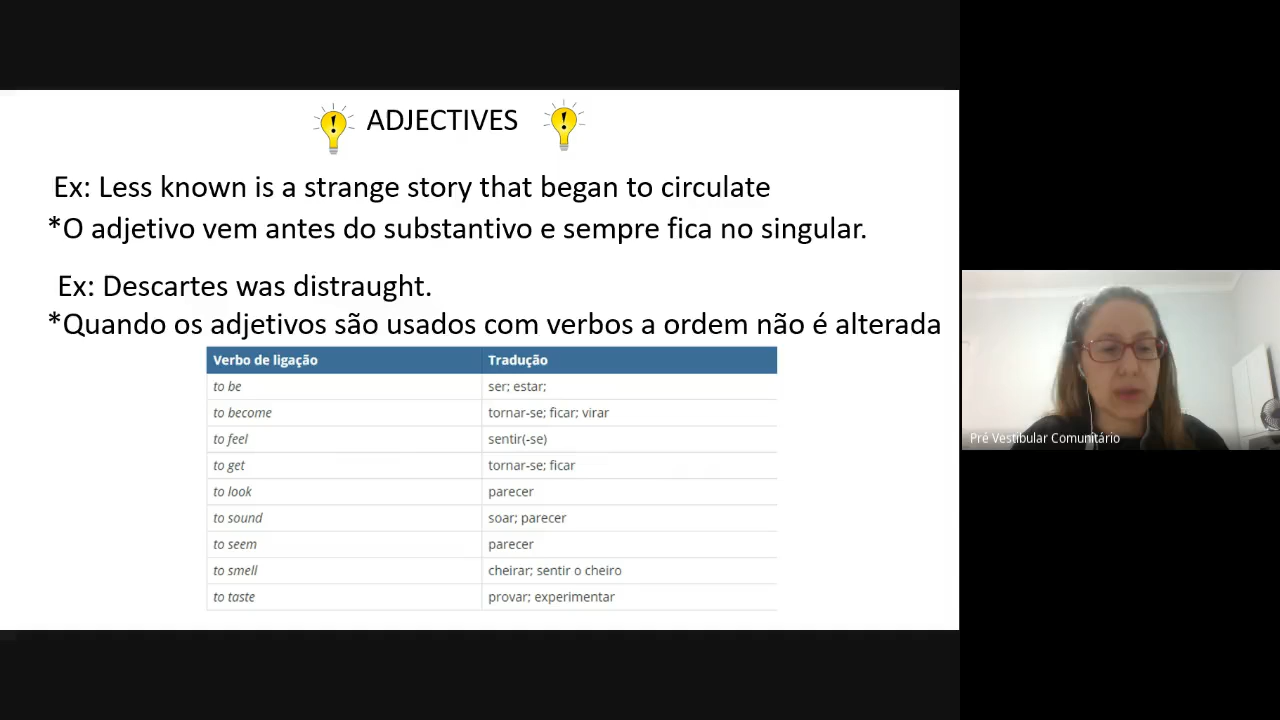 ADJECTIVES
Ex: Less known is a strange story that began to circulate
*O adjetivo vem antes do substantivo e sempre fica no singular.
Ex: Descartes was distraught.
*Quando os adjetivos são usados com verbos a ordem não é alterada
Verbo de ligação Tradução
to be ser; estar;
to become tornar-se; ficar; virar
to feel sentir(-se)
to get tornar-se; ficar
to look parecer
to sound soar; parecer
to seem parecer
to smell cheirar; sentir o cheiro
to taste provar; experimentar
Pré Vestibular Comunitário